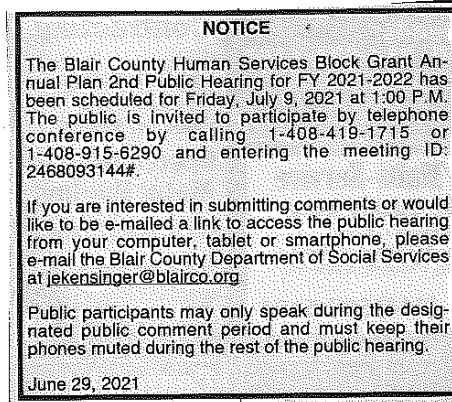 NOTICE
The Blair County Human Services Block Grant An-
nual Plan 2nd Public Hearing for FY 2021-2022 has
been scheduled for Friday, July 9, 2021 at 1:00 P.M.
The public is invited to participate by telephone
conference by calling 1-408-419-1715 or
1-408-915-6290 and entering the meeting ID:
2468093144#.
If you are interested in submitting comments or would
like to be e-mailed a link to access the public hearing
from your computer, tablet or smartphone, please
e-mail the Blair County Department of Social Services
at jekensinger@blairco.org
Public participants may only speak during the desig-
nated public comment period and must keep their
phones muted during the rest of the public hearing.
June 29, 2021